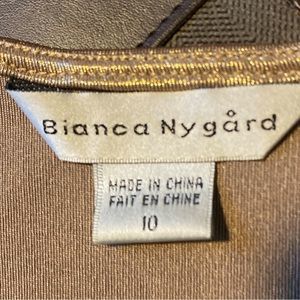 Bianca Nygård
MADE IN CHINA
FAIT EN CHINE
10